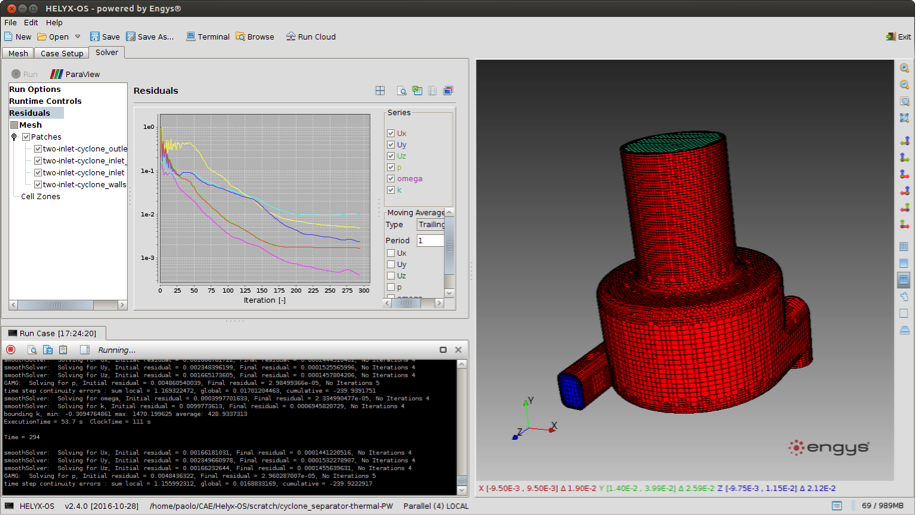 HELYX-OS - powered by Engys®
File Edit Help
New Open Save Save As... Terminal Browse Run Cloud Exit
Mesh Case Setup Solver
Run ParaView
Run Options
Runtime Controls
Residuals
Mesh
Patches
two-inlet-cyclone_outle
two-inlet-cyclone_inlet_
two-inlet-cyclone_inlet
two-inlet-cyclone_walls
Cell Zones
Residuals
1e0
1e-1
1e-2
1e-3
0 25 50 75 100 125 150 175 200 225 250 275 300
Iteration [-]
Series
Ux
Uy
Uz
p
omega
k
Moving Average
Type Trailing
Period 1
Ux
Uy
Uz
p
Run Case [17:24:20]
Running...
smoothSolver: Solving for Uy, Initial residual = 0.002348396199, Final residual = 0.0001525565996, No Iterations 4
smoothSolver: Solving for Uz, Initial residual = 0.001665173605, Final residual = 0.0001457804206, No Iterations 4
GAMG: Solving for p, Initial residual = 0.004860540039, Final residual = 2.98499366e-05, No Iterations 5
time step continuity errors : sum local = 1.169322472, global = 0.01701204463, cumulative = -239.9391751
smoothSolver: Solving for omega, Initial residual = 0.0003997701633, Final residual = 2.334990477e-05, No Iterations 4
smoothSolver: Solving for k, Initial residual = 0.0099773613, Final residual = 0.0006945820729, No Iterations 4
bounding k, min: -0.3094764861 max: 1470.199625 average: 428.9337313
ExecutionTime = 53.7 s ClockTime = 111 s
Time = 294
smoothSolver: Solving for Ux, Initial residual = 0.00166181031, Final residual = 0.0001441220516, No Iterations 4
smoothSolver: Solving for Uy, Initial residual = 0.002349660978, Final residual = 0.0001532278907, No Iterations 4
smoothSolver: Solving for Uz, Initial residual = 0.00166232644, Final residual = 0.0001455639631, No Iterations 4
GAMG: Solving for p, Initial residual = 0.0048436322, Final residual = 2.968287007e-05, No Iterations 5
time step continuity errors : sum local = 1.155992312, global = 0.0168833169, cumulative = -239.9222917
Y
X
Z
engys®
X [-9.50E-3 , 9.50E-3] Δ 1.90E-2 Y [1.40E-2 , 3.99E-2] Δ 2.59E-2 Z [-9.75E-3 , 1.15E-2] Δ 2.12E-2
HELYX-OS v2.4.0 [2016-10-28] /home/paolo/CAE/Helyx-OS/scratch/cyclone_separator-thermal-PW Parallel (4) LOCAL 69 / 989MB